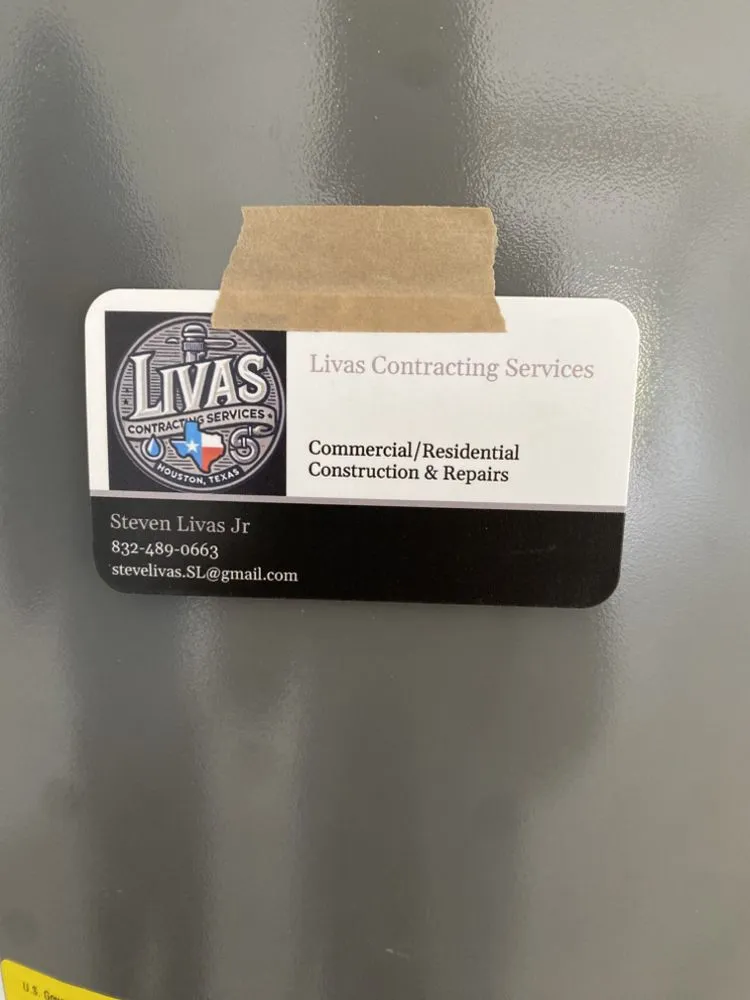 LIVAS
CONTRACTING SERVICES
HOUSTON, TEXAS
Livas Contracting Services
Commercial/Residential
Construction & Repairs
Steven Livas Jr
832-489-0663
stevelivas.SL@gmail.com
U.S.